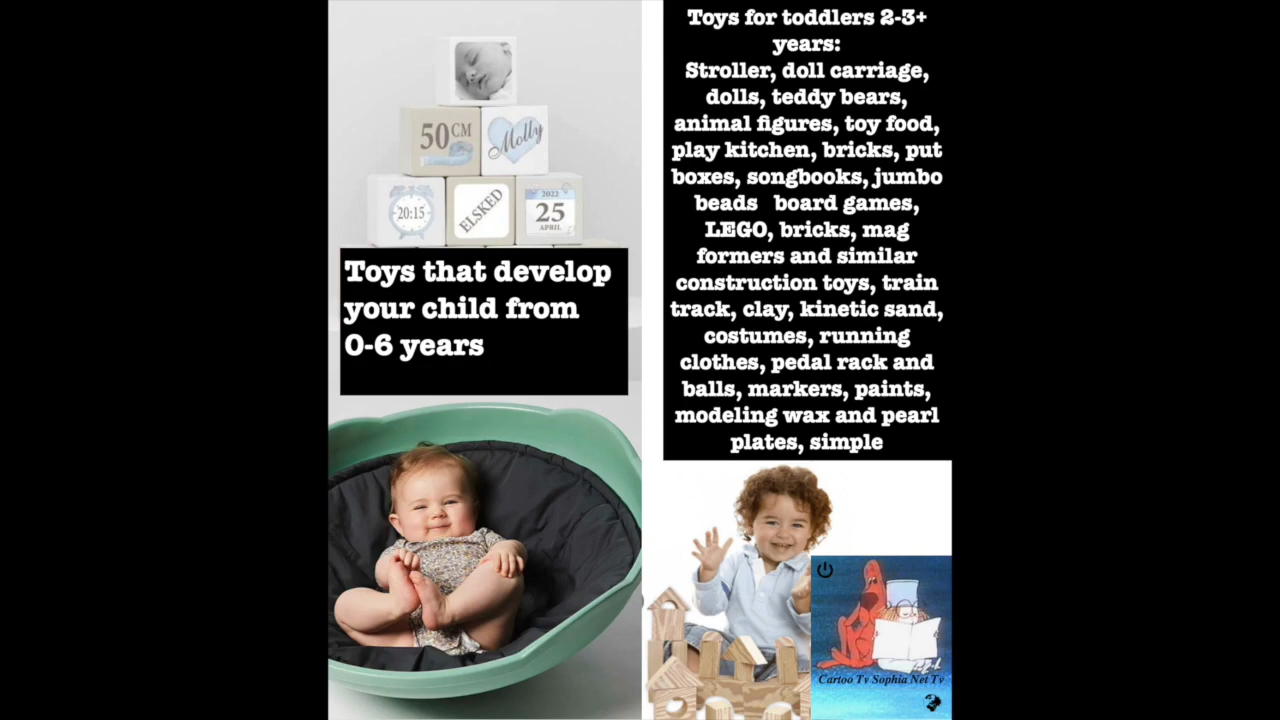 50CM
Molly
20:15
ELSKED
2022
25
APRIL
Toys that develop
your child from
0-6 years
Toys for toddlers 2-3+
years:
Stroller, doll carriage,
dolls, teddy bears,
animal figures, toy food,
play kitchen, bricks, put
boxes, songbooks, jumbo
beads board games,
LEGO, bricks, mag
formers and similar
construction toys, train
track, clay, kinetic sand,
costumes, running
clothes, pedal rack and
balls, markers, paints,
modeling wax and pearl
plates, simple
Cartoo Tv Sophia Net Tv